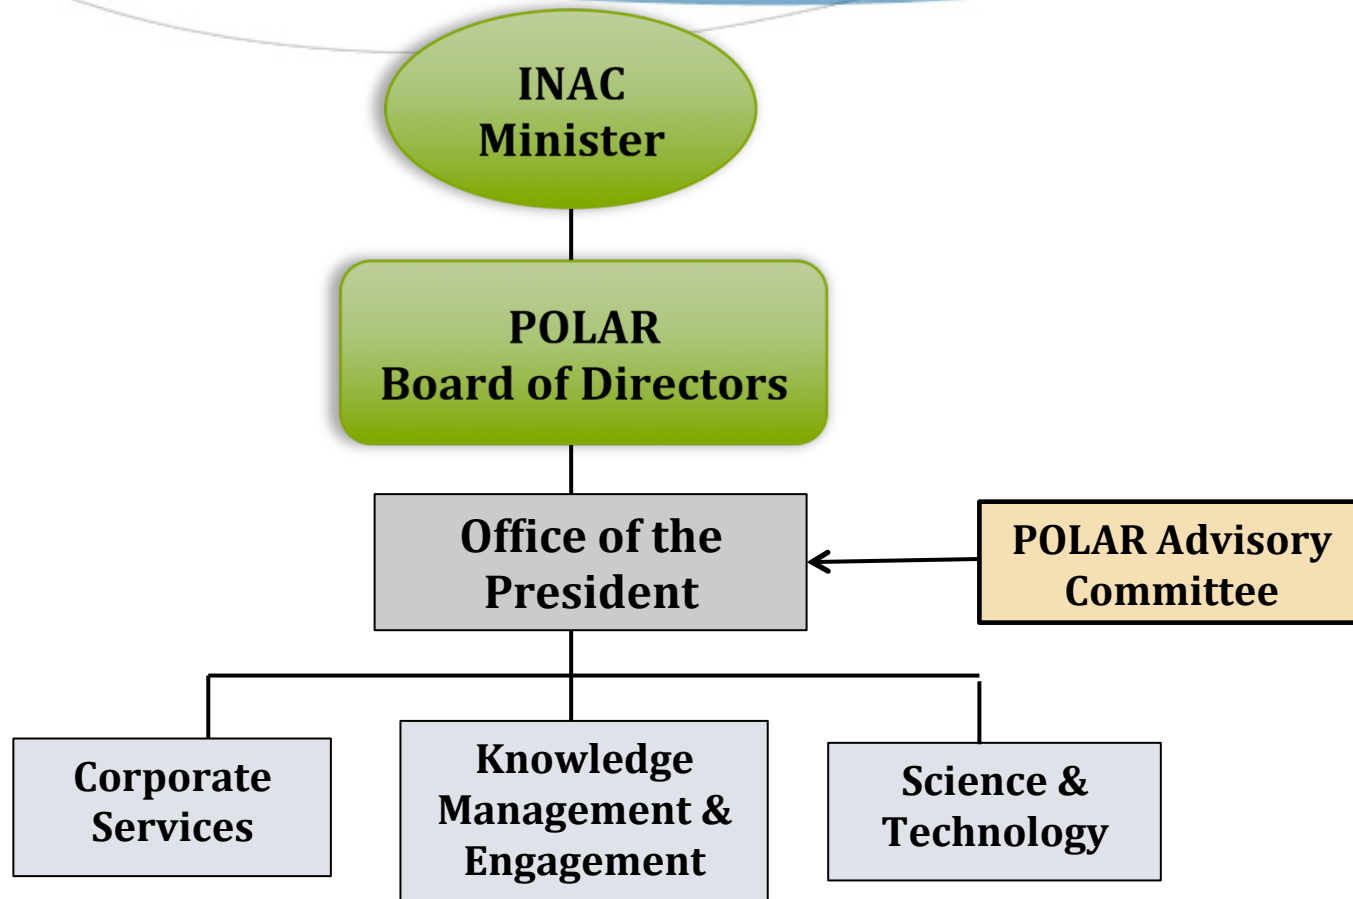 INAC
Minister
POLAR
Board of Directors
Office of the
President
POLAR Advisory
Committee
Corporate
Services
Knowledge
Management &
Engagement
Science &
Technology